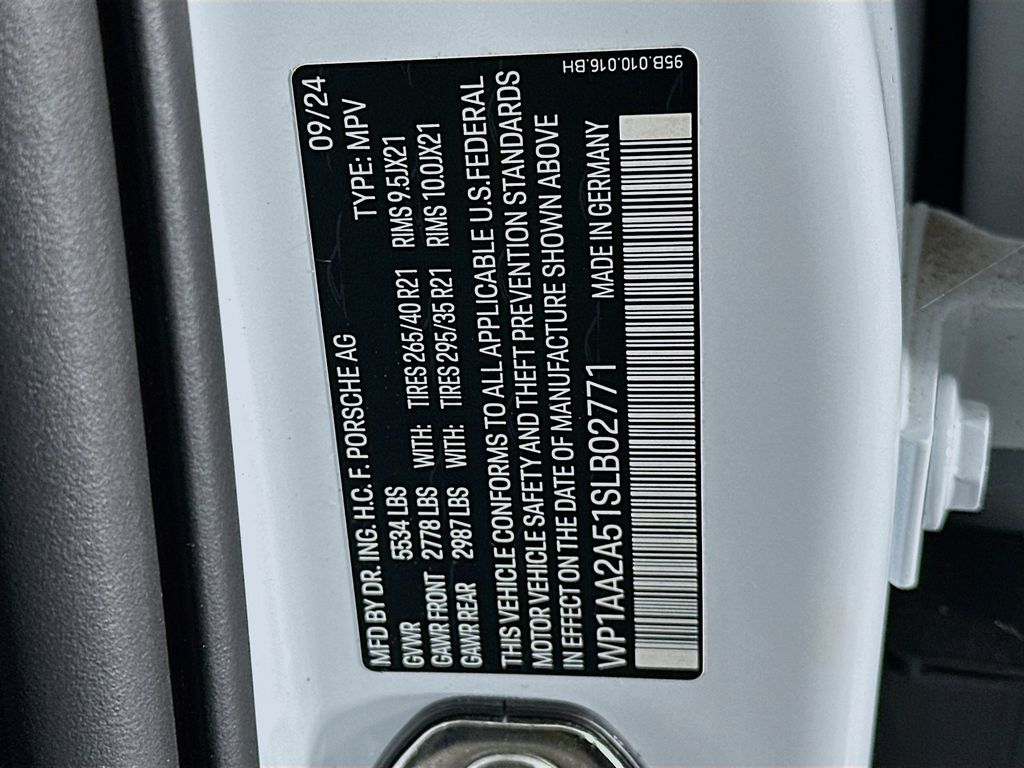 09/24
MFD BY DR. ING. H.C. F. PORSCHE AG
TYPE: MPV
GVWR 5534 LBS
GAWR FRONT 2778 LBS WITH: TIRES 265/40 R21 RIMS 9.5JX21
GAWR REAR 2987 LBS WITH: TIRES 295/35 R21 RIMS 10.0JX21
THIS VEHICLE CONFORMS TO ALL APPLICABLE U.S. FEDERAL
MOTOR VEHICLE SAFETY AND THEFT PREVENTION STANDARDS
IN EFFECT ON THE DATE OF MANUFACTURE SHOWN ABOVE
WP1AA2A51SLB02771 MADE IN GERMANY
95B.010.016.BH